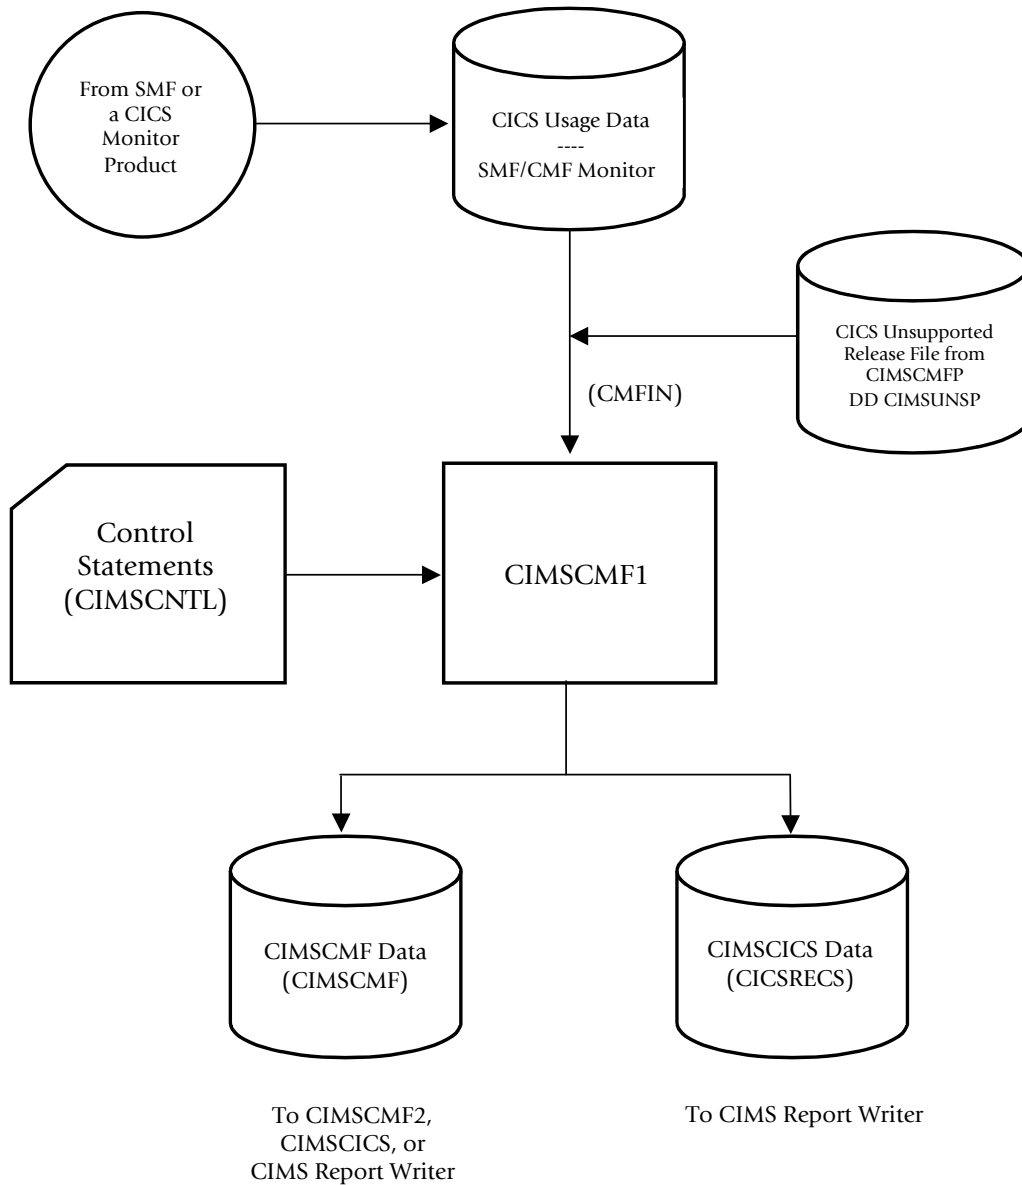 From SMF or
a CICS
Monitor
Product
CICS Usage Data
----
SMF/CMF Monitor
CICS Unsupported
Release File from
CIMSCMFP
DD CIMSUNSP
(CMFIN)
Control
Statements
(CIMSCNTL)
CIMSCMF1
CIMSCMF Data
(CIMSCMF)
CIMSCICS Data
(CICSRECS)
To CIMSCMF2,
CIMSCICS, or
CIMS Report Writer
To CIMS Report Writer